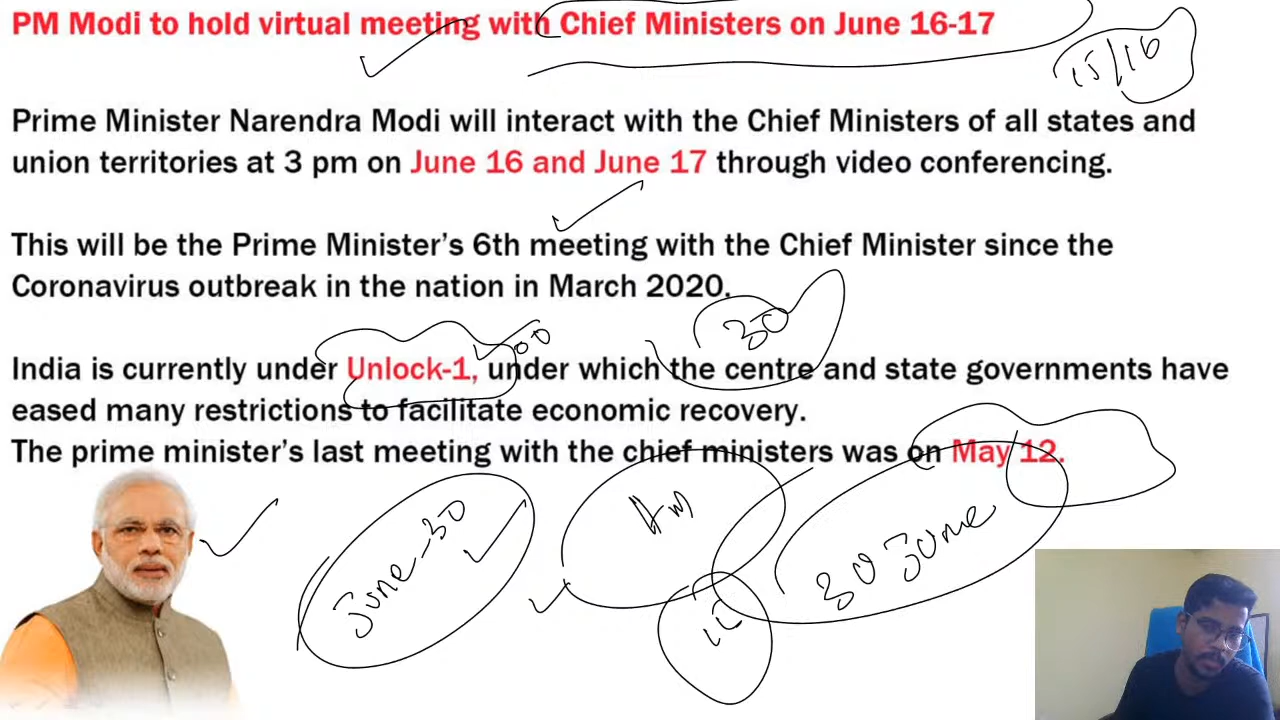 PM Modi to hold virtual meeting with Chief Ministers on June 16-17
15/16
Prime Minister Narendra Modi will interact with the Chief Ministers of all states and
union territories at 3 pm on June 16 and June 17 through video conferencing.
This will be the Prime Minister's 6th meeting with the Chief Minister since the
Coronavirus outbreak in the nation in March 2020.
30
India is currently under Unlock-1, under which the centre and state governments have
eased many restrictions to facilitate economic recovery.
The prime minister's last meeting with the chief ministers was on May 12.
June-30
30 June